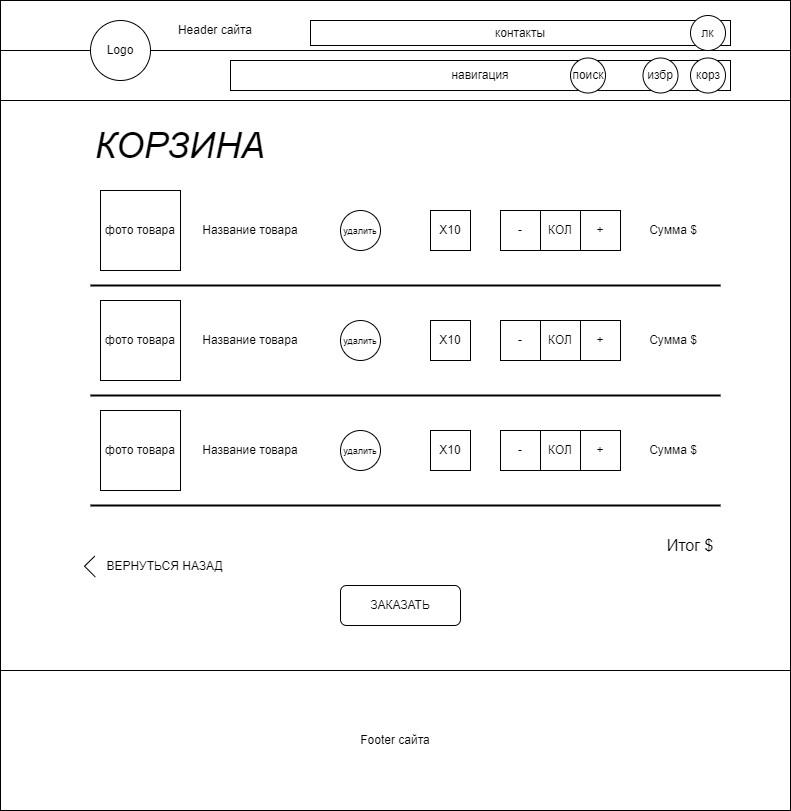 Header сайта
контакты
лк
Logo
навигация
поиск
избр
корз
КОРЗИНА
фото товара
Название товара
удалить
X10
-
КОЛ
+
Сумма $
фото товара
Название товара
удалить
X10
-
КОЛ
+
Сумма $
фото товара
Название товара
удалить
X10
-
КОЛ
+
Сумма $
Итог $
ВЕРНУТЬСЯ НАЗАД
ЗАКАЗАТЬ
Footer сайта